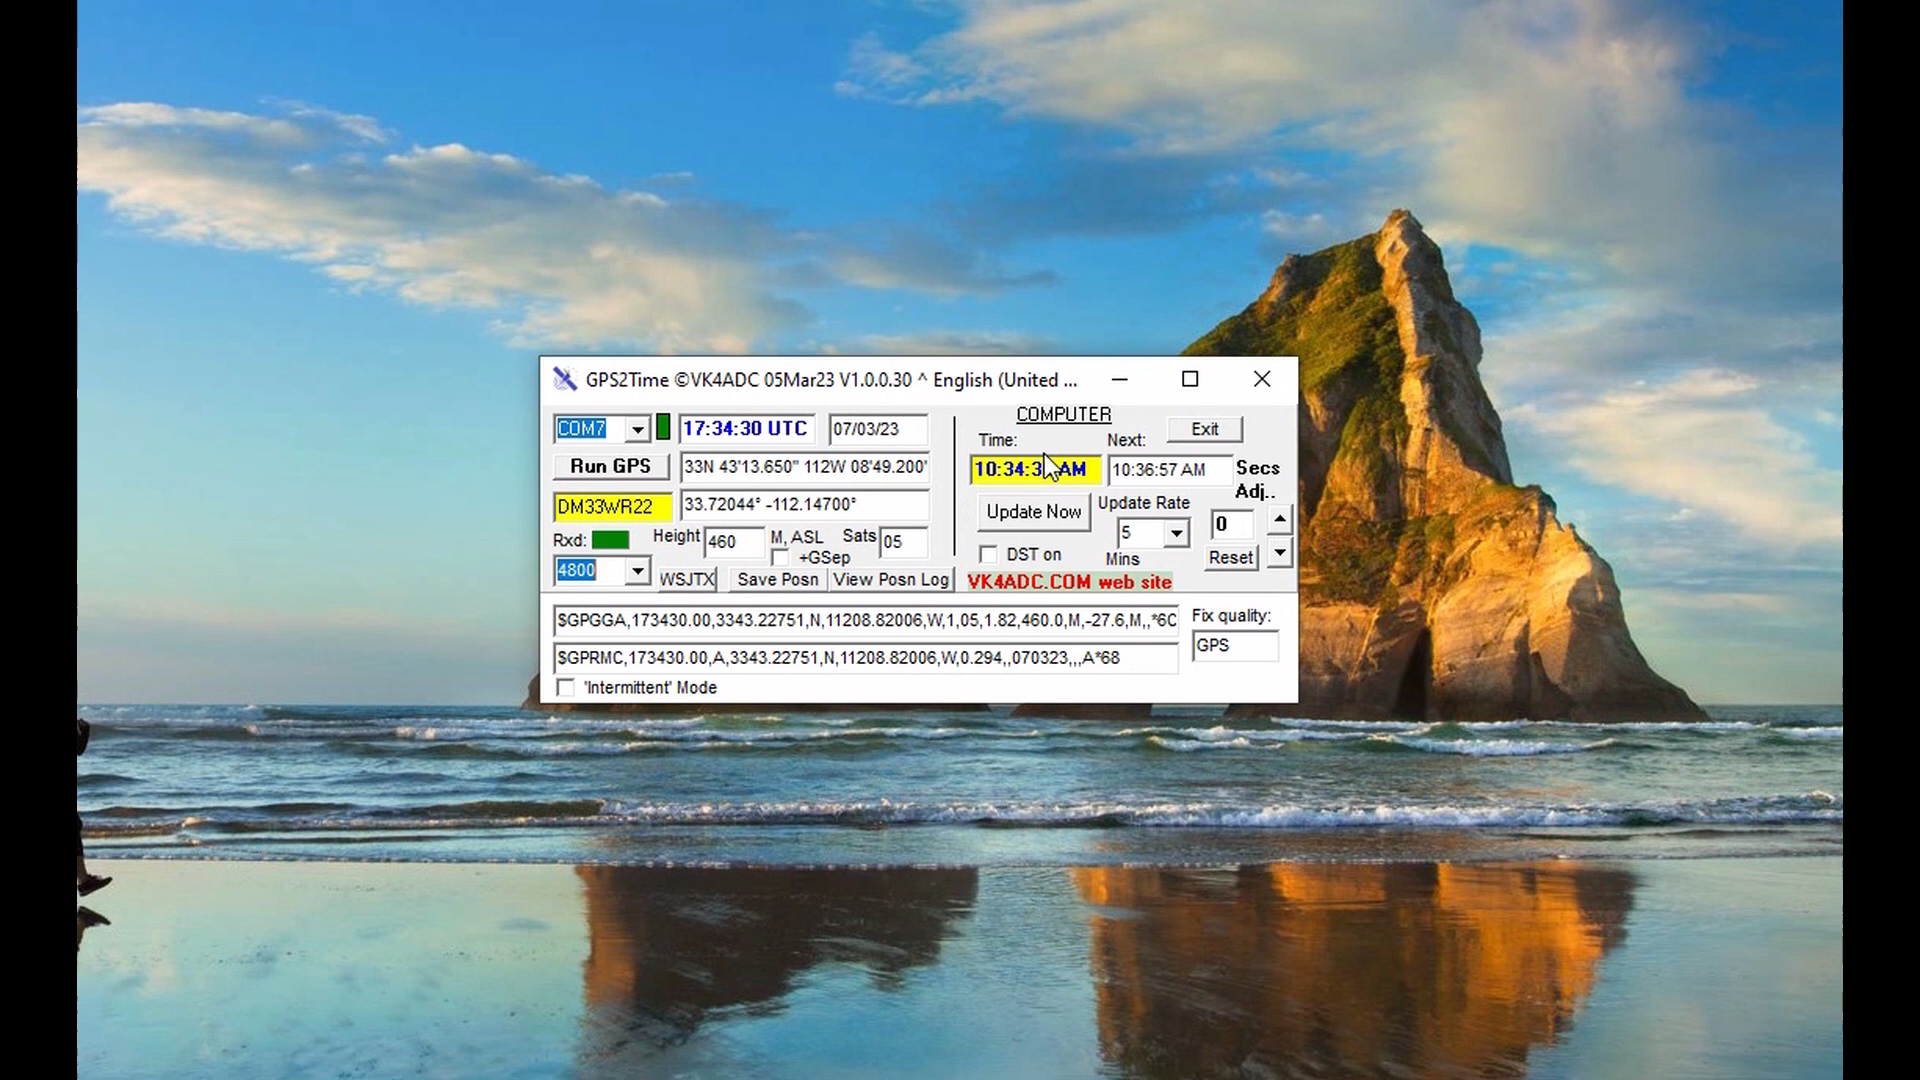 GPS2Time ©VK4ADC 05Mar23 V1.0.0.30 ^ English (United ...
COM7
17:34:30 UTC
07/03/23
COMPUTER
Exit
Time:
Next:
Run GPS
33N 43'13.650" 112W 08'49.200'
10:34:3 AM
10:36:57 AM
Secs
Adj..
DM33WR22
33.72044° -112.14700°
Update Now
Update Rate
5
0
Rxd:
Height
460
M, ASL
+GSep
Sats
05
DST on
Mins
Reset
4800
WSJTX
Save Posn
View Posn Log
VK4ADC.COM web site
$GPGGA,173430.00,3343.22751,N,11208.82006,W,1,05,1.82,460.0,M,-27.6,M,,*6C
Fix quality:
GPS
$GPRMC,173430.00,A,3343.22751,N,11208.82006,W,0.294,,070323,,,A*68
'Intermittent' Mode